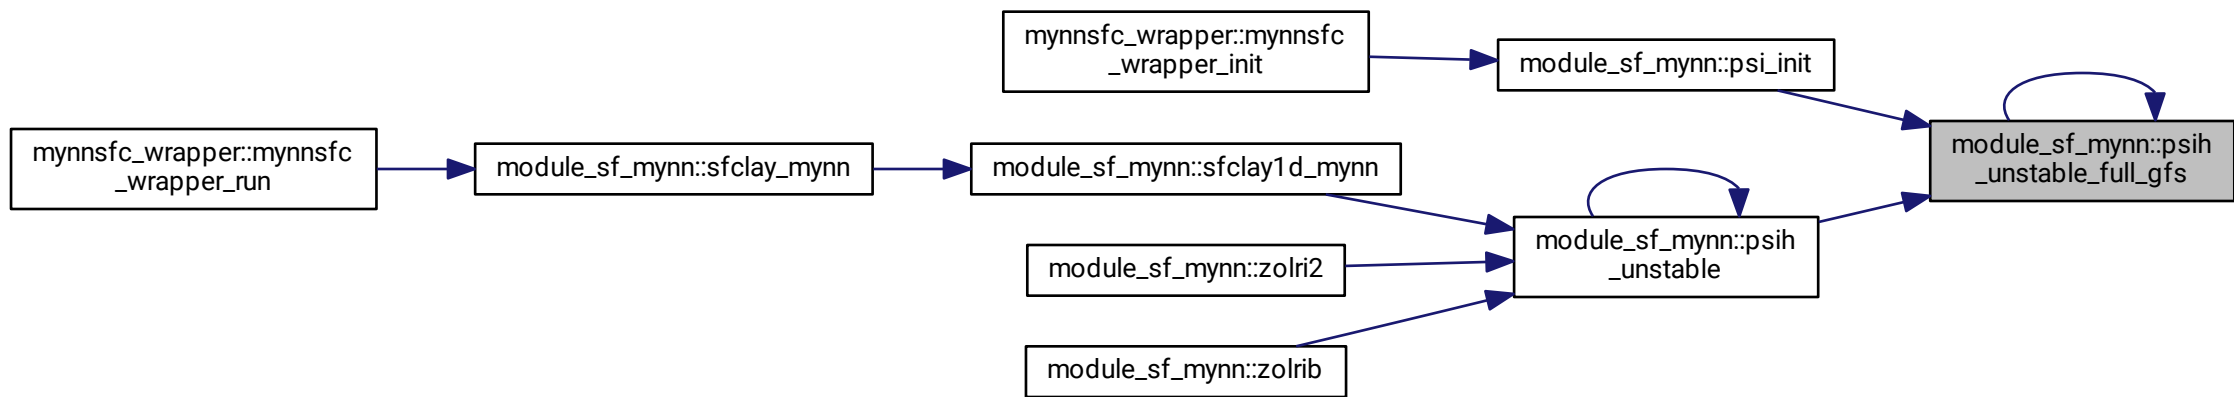 mynnsfc_wrapper::mynnsfc
_wrapper_init
module_sf_mynn::psi_init
module_sf_mynn::psih
_unstable_full_gfs
mynnsfc_wrapper::mynnsfc
_wrapper_run
module_sf_mynn::sfclay_mynn
module_sf_mynn::sfclay1d_mynn
module_sf_mynn::psih
_unstable
module_sf_mynn::zolri2
module_sf_mynn::zolrib